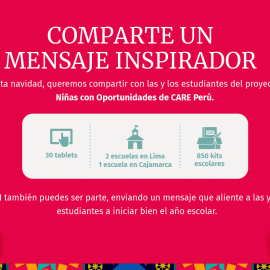 COMPARTE UN
MENSAJE INSPIRADOR
ta navidad, queremos compartir con las y los estudiantes del proye
Niñas con Oportunidades de CARE Perú.
30 tablets
2 escuelas en Lima
1 escuela en Cajamarca
850 kits
escolares
también puedes ser parte, enviando un mensaje que aliente a las y
estudiantes a iniciar bien el año escolar.